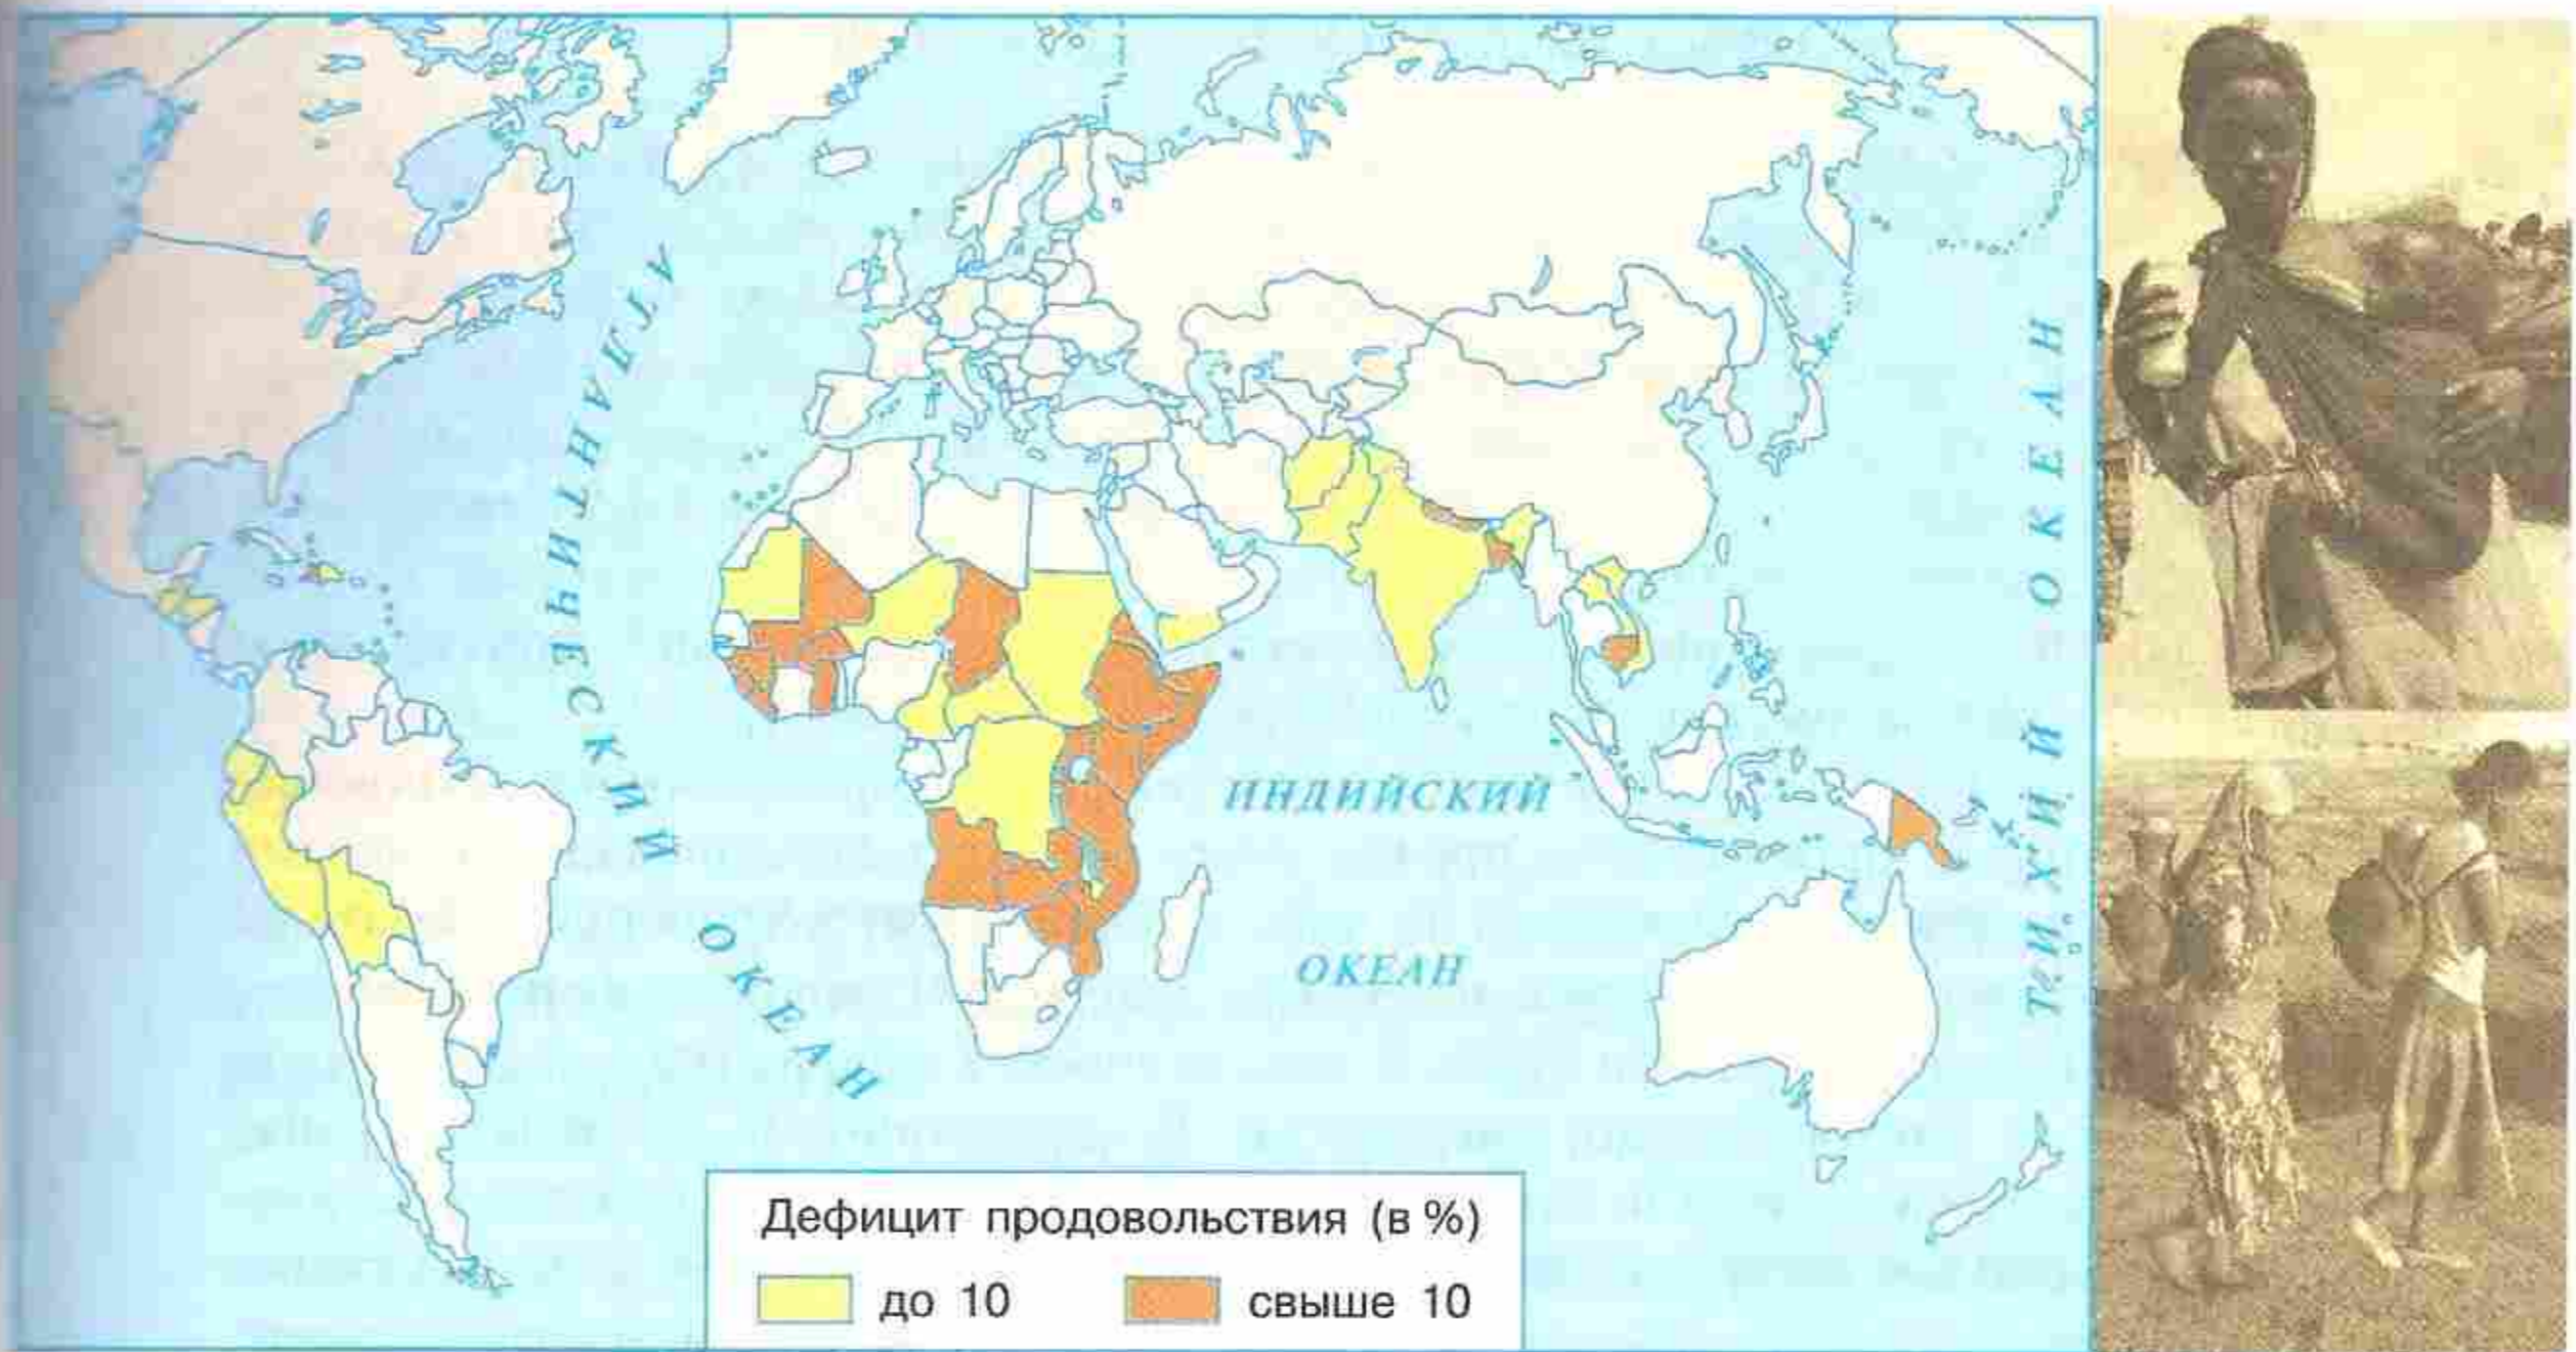 АТЛАНТИЧЕСКИЙ ОКЕАН
ИНДИЙСКИЙ
ОКЕАН
ТИХИЙ ОКЕАН
Дефицит продовольствия (в %)
до 10
свыше 10